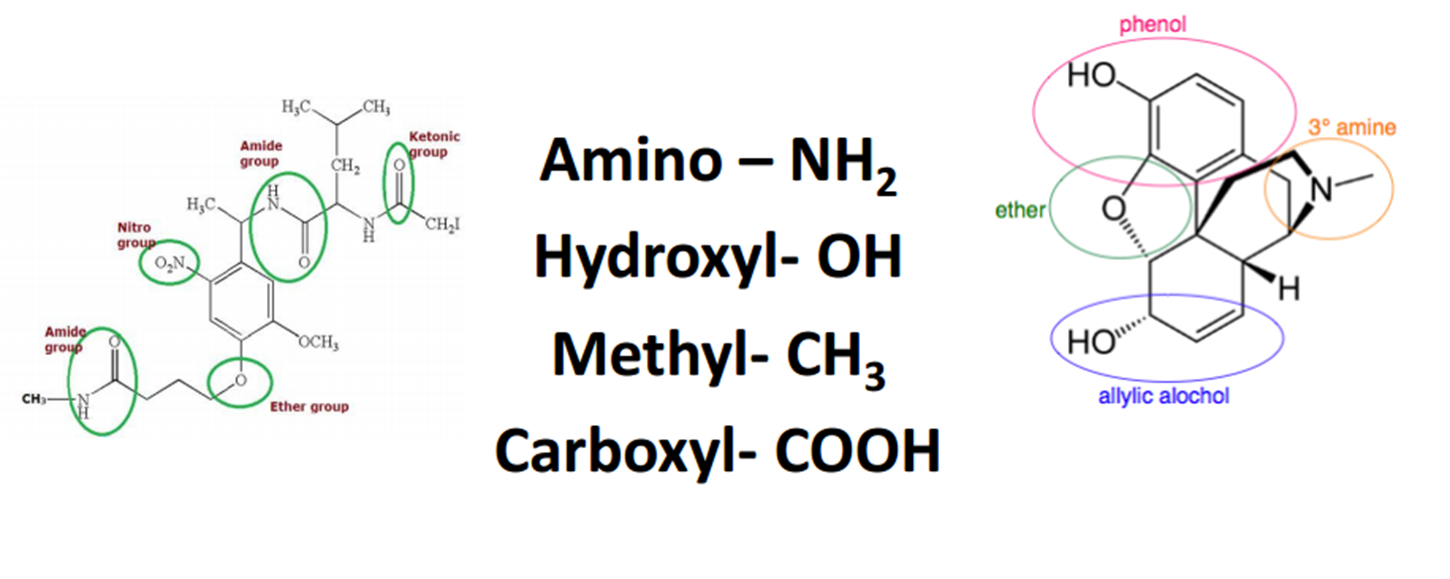 H3C
CH3
Ketonic
group
Amide
group
O
CH2
H
N
H3C
N
H
CH2I
Nitro
group
O2N
O
OCH3
Amide
group
O
CH3
N
H
O
Ether group
Amino – NH2
Hydroxyl- OH
Methyl- CH3
Carboxyl- COOH
phenol
HO
3° amine
N
ether
O
H
HO
allylic alochol